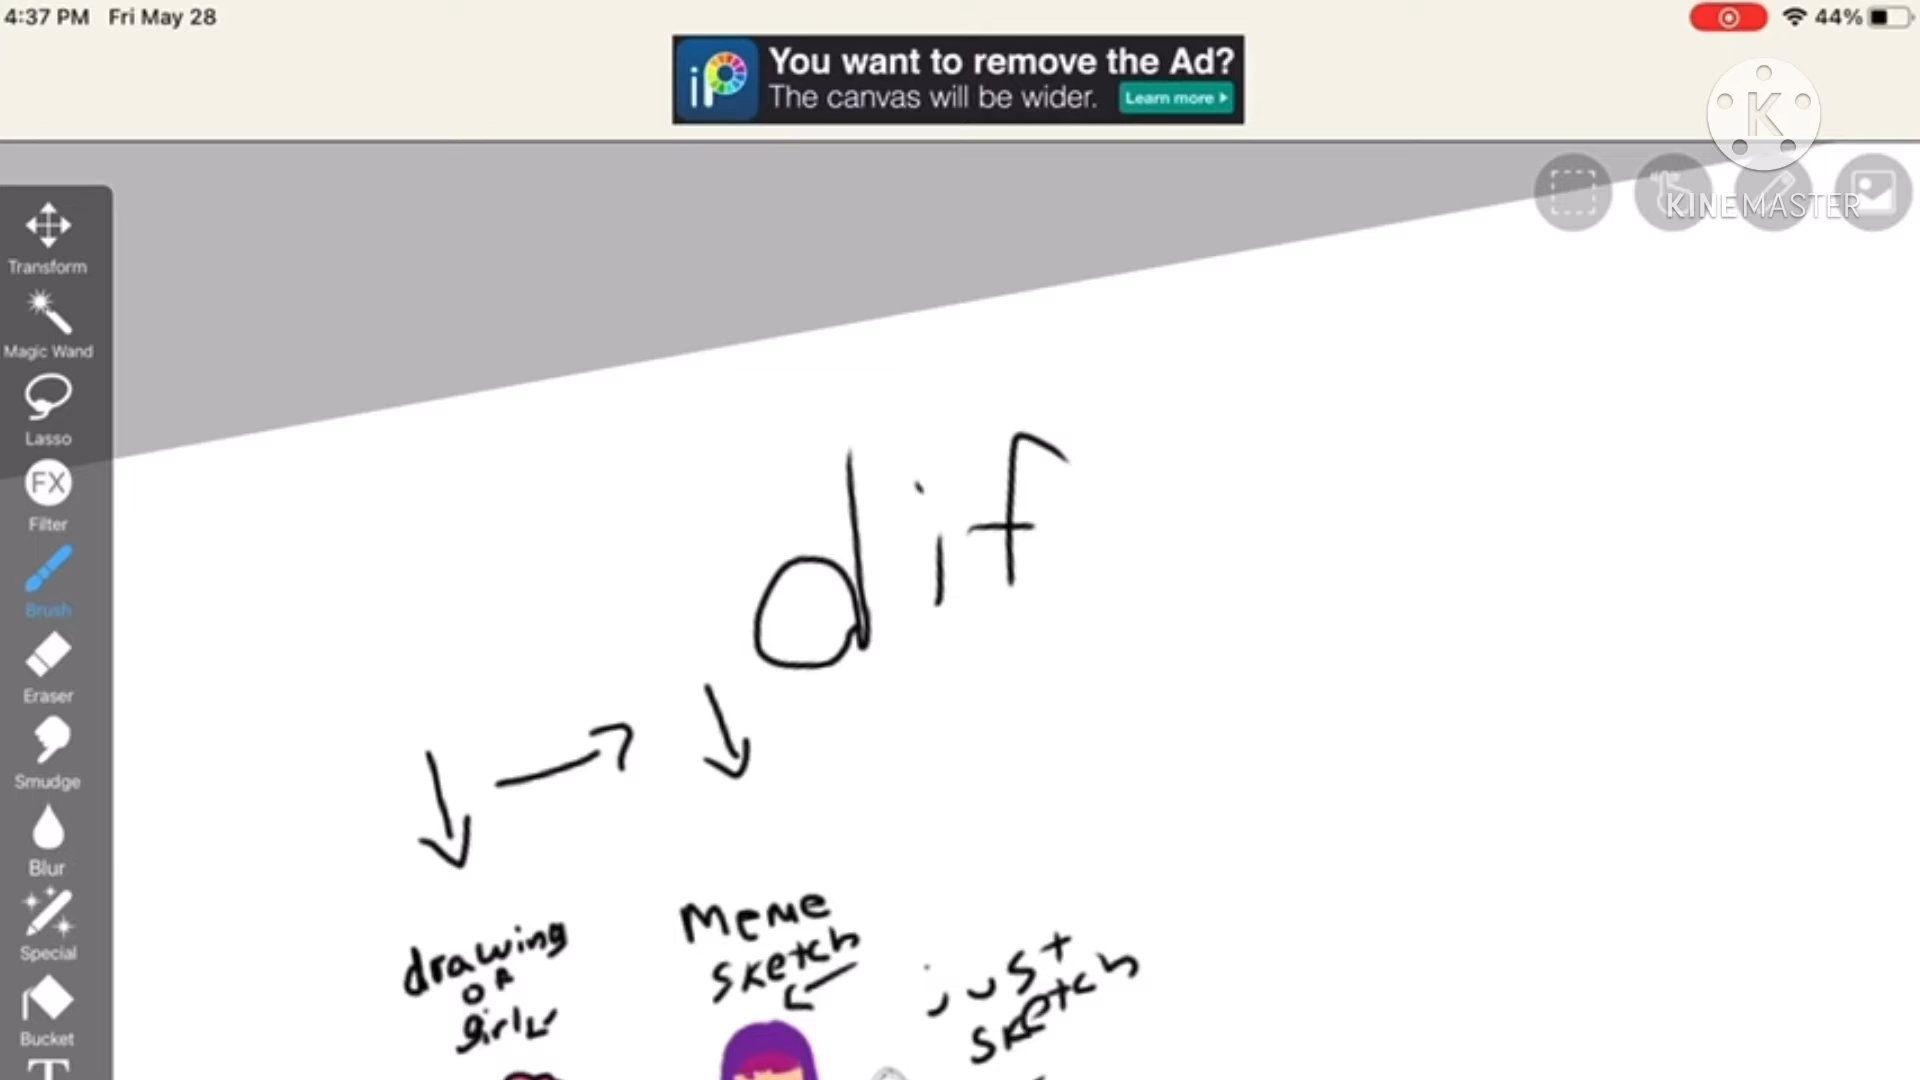 4:37 PM Fri May 28
44%
iP
You want to remove the Ad?
The canvas will be wider.
Learn more
K
KINEMASTER
Transform
Magic Wand
Lasso
FX
Filter
Brush
Eraser
Smudge
Blur
Special
Bucket
T
dif
drawing
girl
Meme
sketch
just
sketch